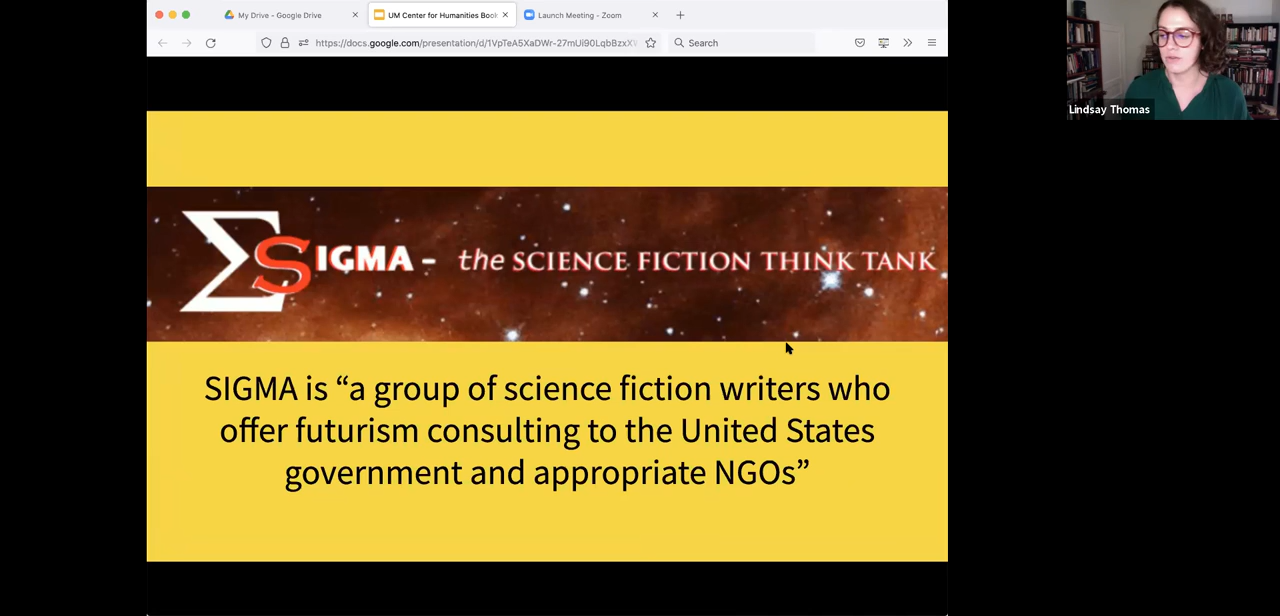 My Drive - Google Drive
UM Center for Humanities Book
Launch Meeting - Zoom
https://docs.google.com/presentation/d/1VpTeA5XaDWr-27mUi90LqbBzxX
Search
Lindsay Thomas
SIGMA - the SCIENCE FICTION THINK TANK
SIGMA is “a group of science fiction writers who
offer futurism consulting to the United States
government and appropriate NGOs”